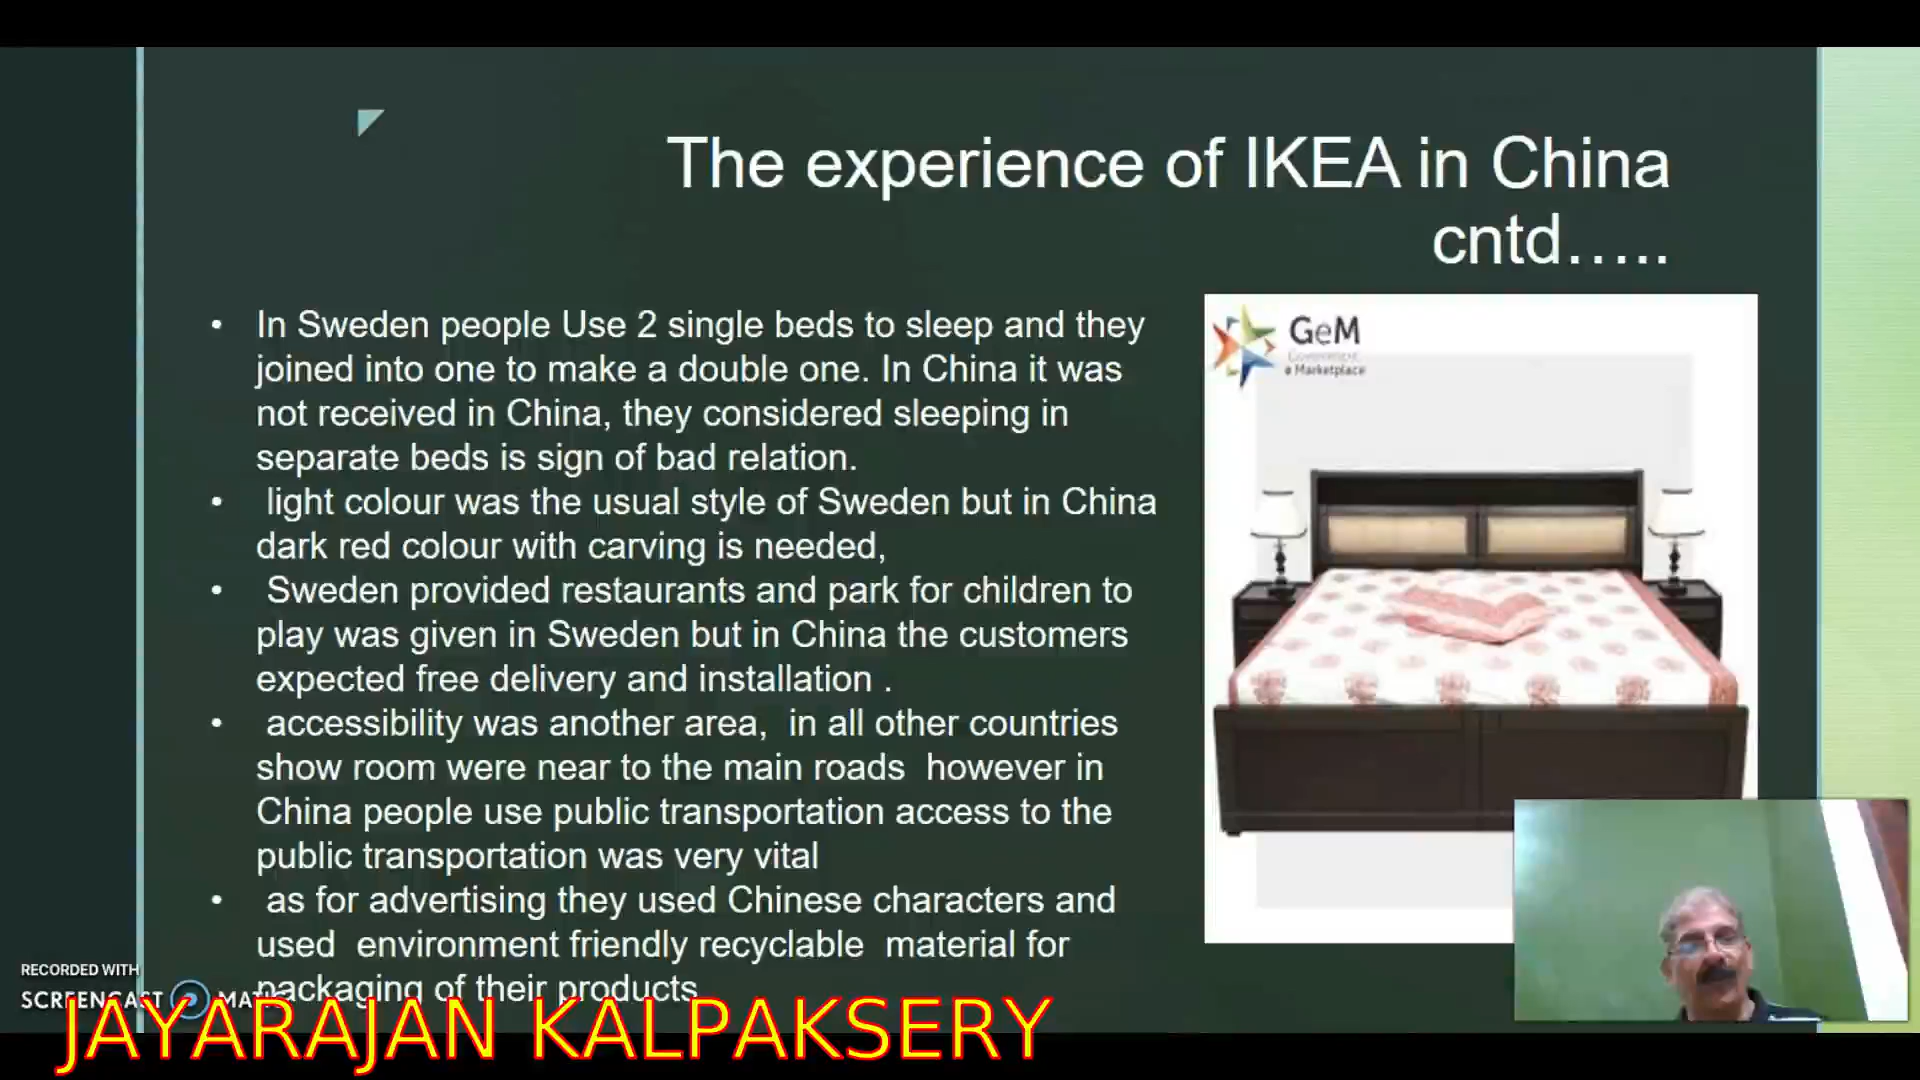 The experience of IKEA in China
cntd…..
• In Sweden people Use 2 single beds to sleep and they
joined into one to make a double one. In China it was
not received in China, they considered sleeping in
separate beds is sign of bad relation.
• light colour was the usual style of Sweden but in China
dark red colour with carving is needed,
• Sweden provided restaurants and park for children to
play was given in Sweden but in China the customers
expected free delivery and installation .
• accessibility was another area, in all other countries
show room were near to the main roads however in
China people use public transportation access to the
public transportation was very vital
• as for advertising they used Chinese characters and
used environment friendly recyclable material for
packaging of their products
GeM
Government
e Marketplace
RECORDED WITH
SCREENCAST MATIC
JAYARAJAN KALPAKSERY